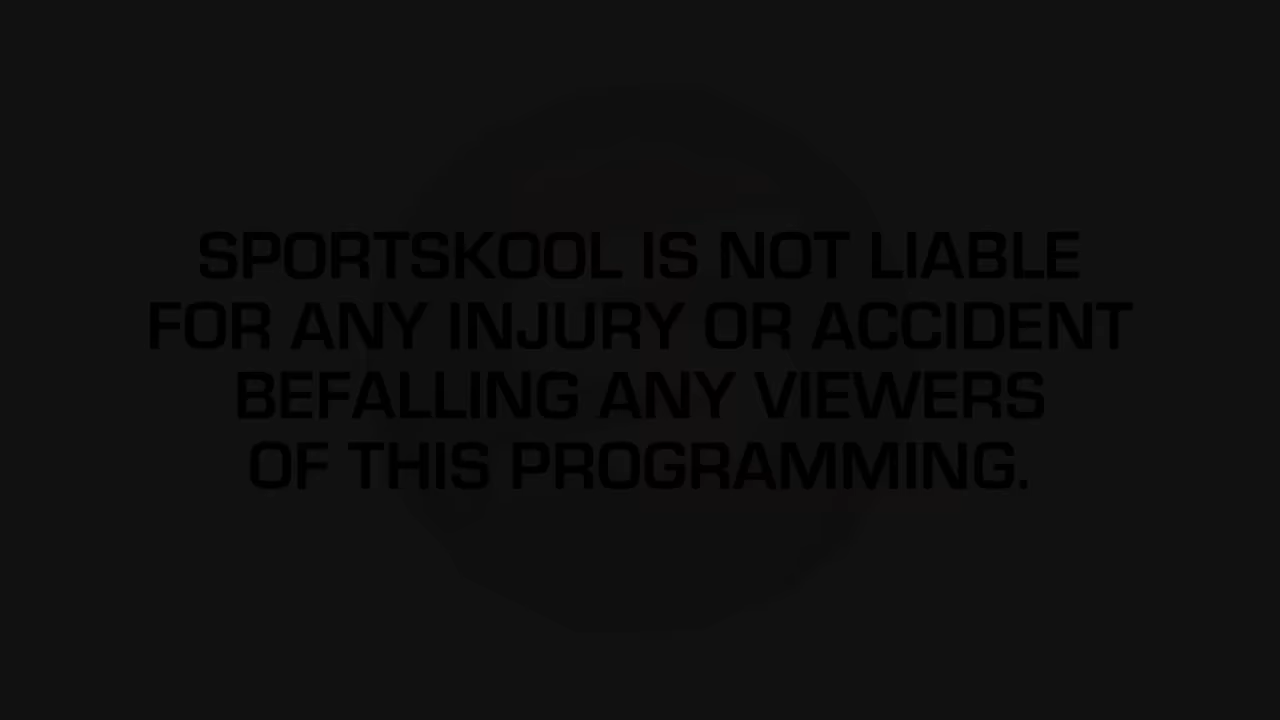 SPORTSKOOL IS NOT LIABLE
FOR ANY INJURY OR ACCIDENT
BEFALLING ANY VIEWERS
OF THIS PROGRAMMING.